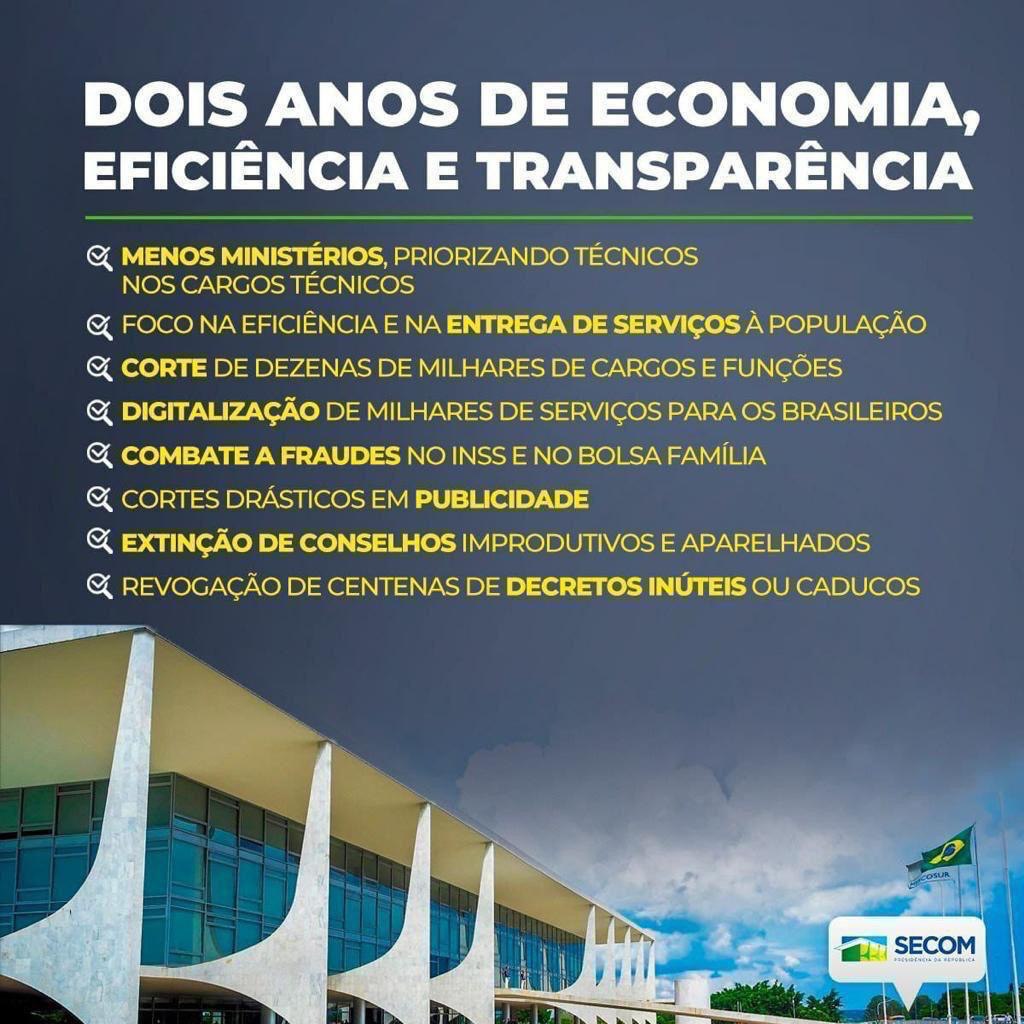 DOIS ANOS DE ECONOMIA,
EFICIÊNCIA E TRANSPARÊNCIA
MENOS MINISTÉRIOS, PRIORIZANDO TÉCNICOS
NOS CARGOS TÉCNICOS
FOCO NA EFICIÊNCIA E NA ENTREGA DE SERVIÇOS À POPULAÇÃO
CORTE DE DEZENAS DE MILHARES DE CARGOS E FUNÇÕES
DIGITALIZAÇÃO DE MILHARES DE SERVIÇOS PARA OS BRASILEIROS
COMBATE A FRAUDES NO INSS E NO BOLSA FAMÍLIA
CORTES DRÁSTICOS EM PUBLICIDADE
EXTINÇÃO DE CONSELHOS IMPRODUTIVOS E APARELHADOS
REVOGAÇÃO DE CENTENAS DE DECRETOS INÚTEIS OU CADUCOS
SECOM
PRESIDÊNCIA DA REPÚBLICA